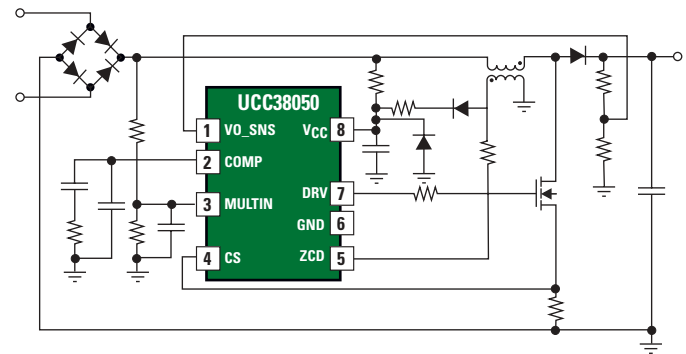 UCC38050
1 VO_SNS
VCC 8
2 COMP
DRV 7
3 MULTIN
GND 6
4 CS
ZCD 5